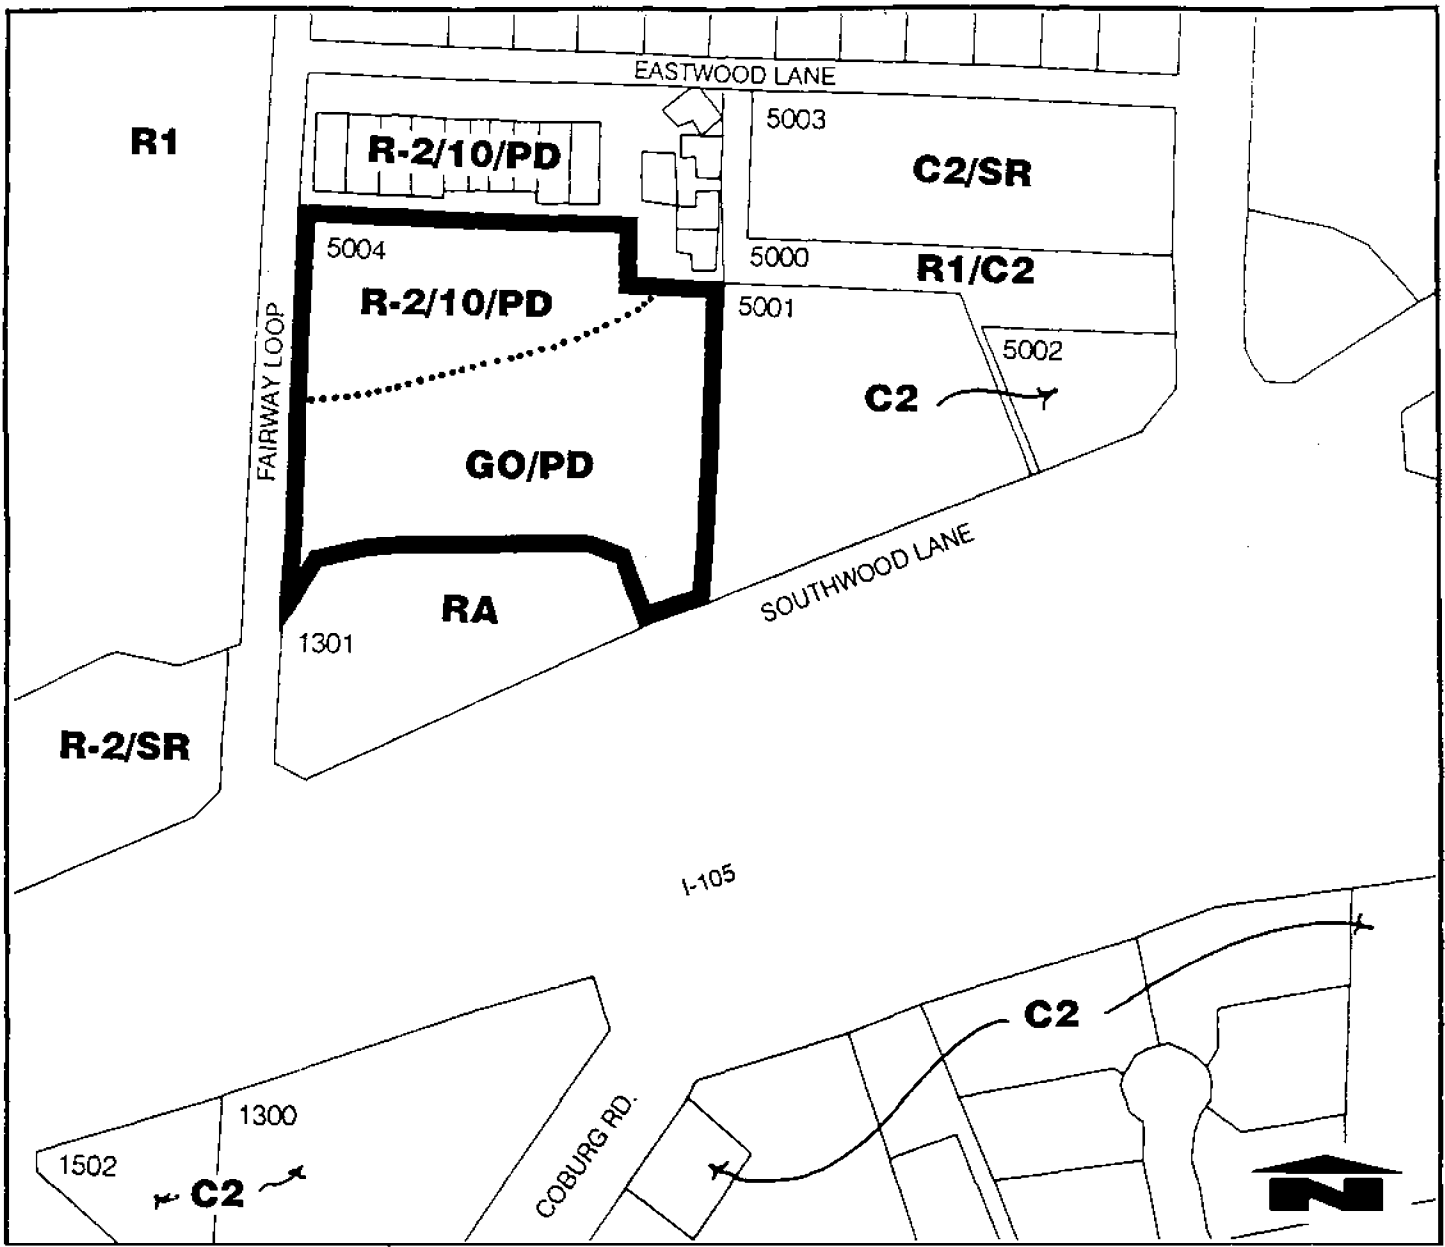 EASTWOOD LANE
5003
R1
R-2/10/PD
C2/SR
5004
5000
R1/C2
R-2/10/PD
5001
5002
FAIRWAY LOOP
C2
GO/PD
SOUTHWOOD LANE
RA
1301
R-2/SR
I-105
C2
1300
COBURG RD.
1502
C2
N